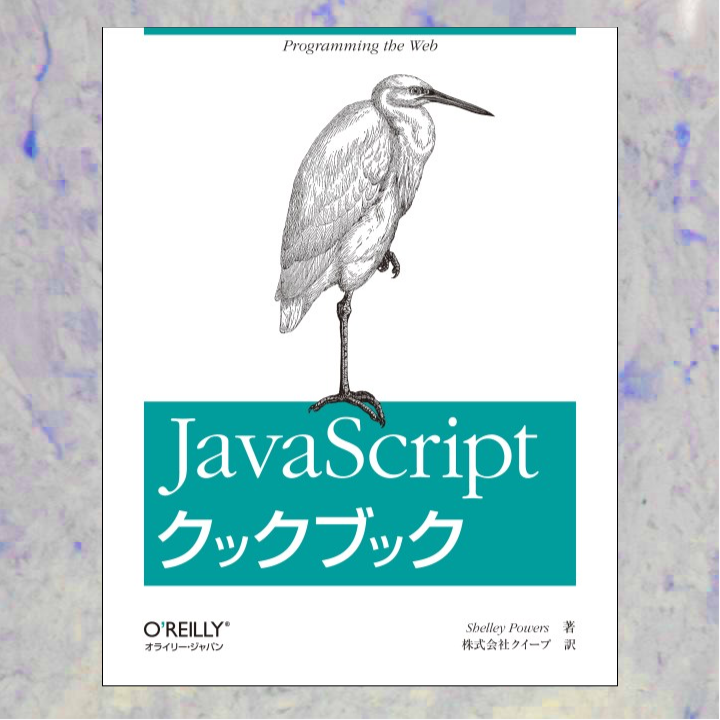 Programming the Web
JavaScript
クックブック
O'REILLY®
オライリー・ジャパン
Shelley Powers 著
株式会社クイープ 訳